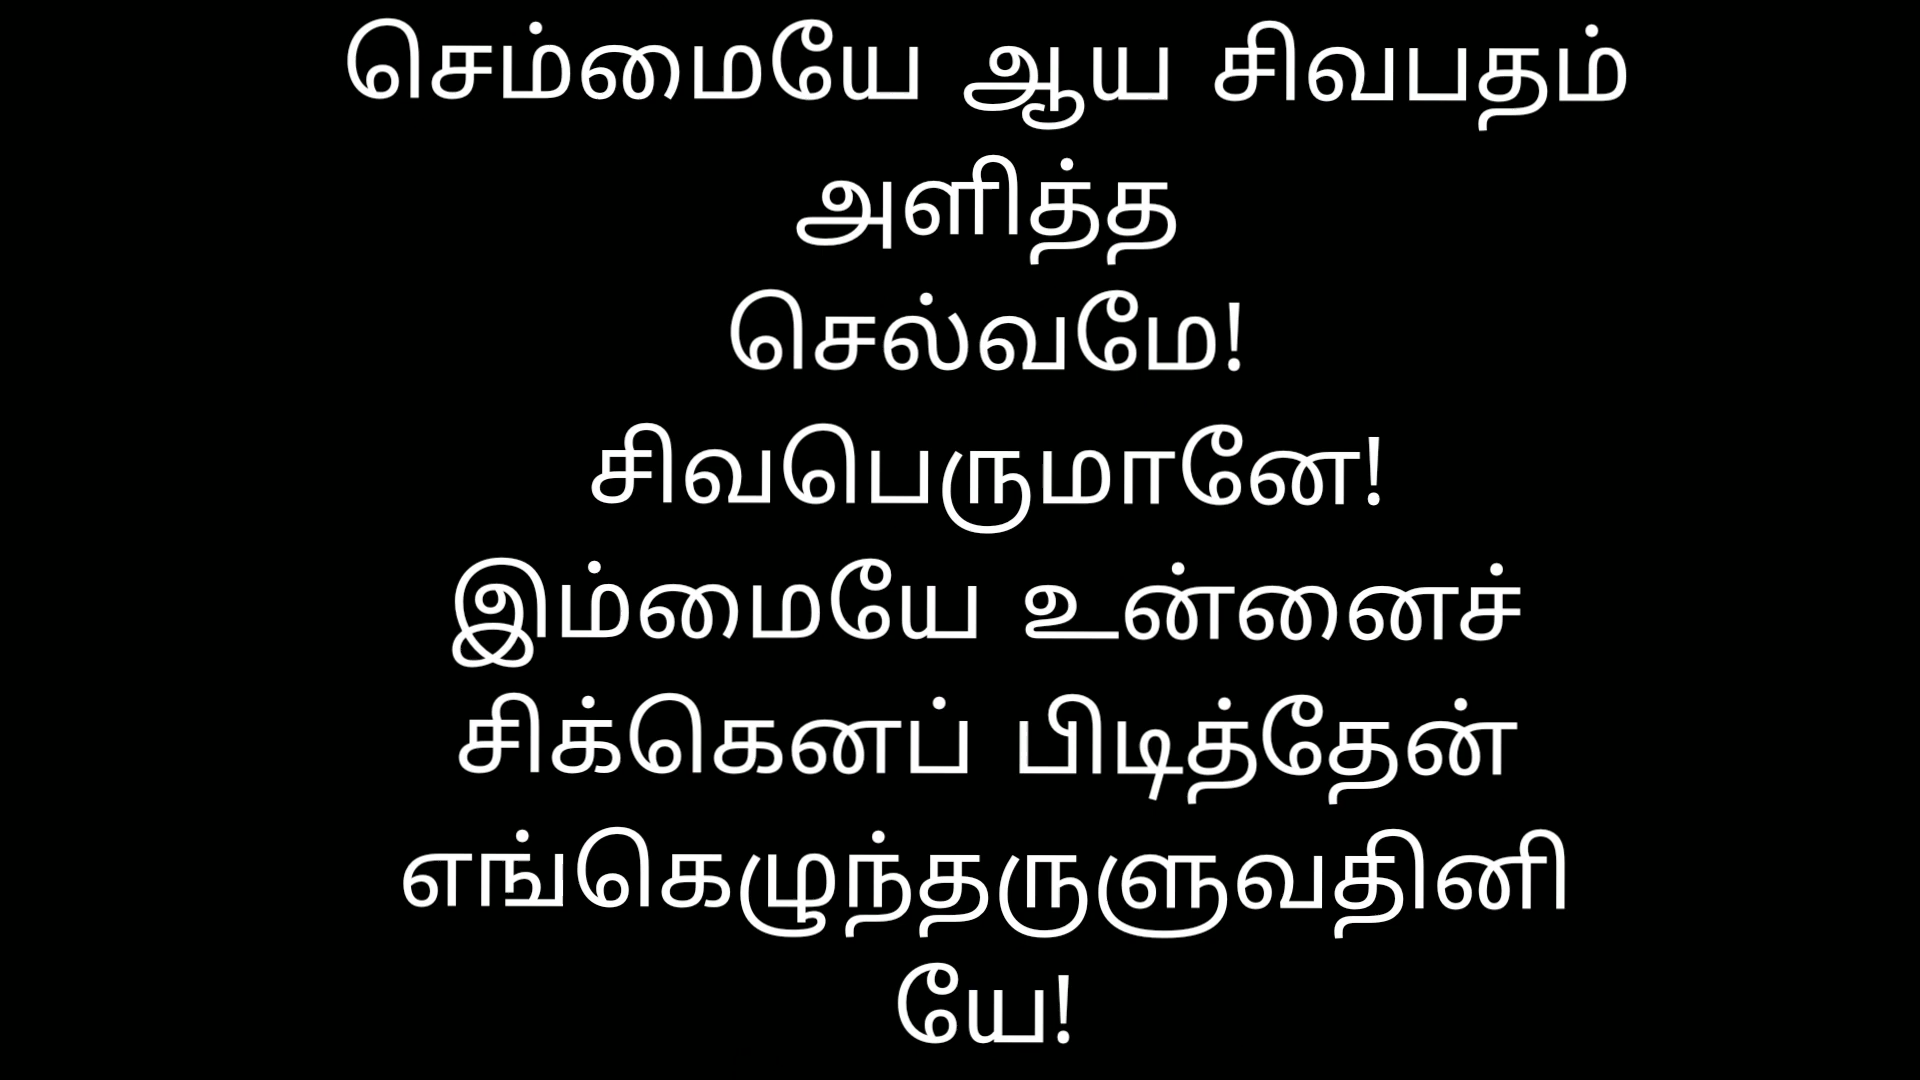 செம்மையே ஆய சிவபதம்
அளித்த
செல்வமே!
சிவபெருமானே!
இம்மையே உன்னைச்
சிக்கெனப் பிடித்தேன்
எங்கெழுந்தருளுவதினி
யே!